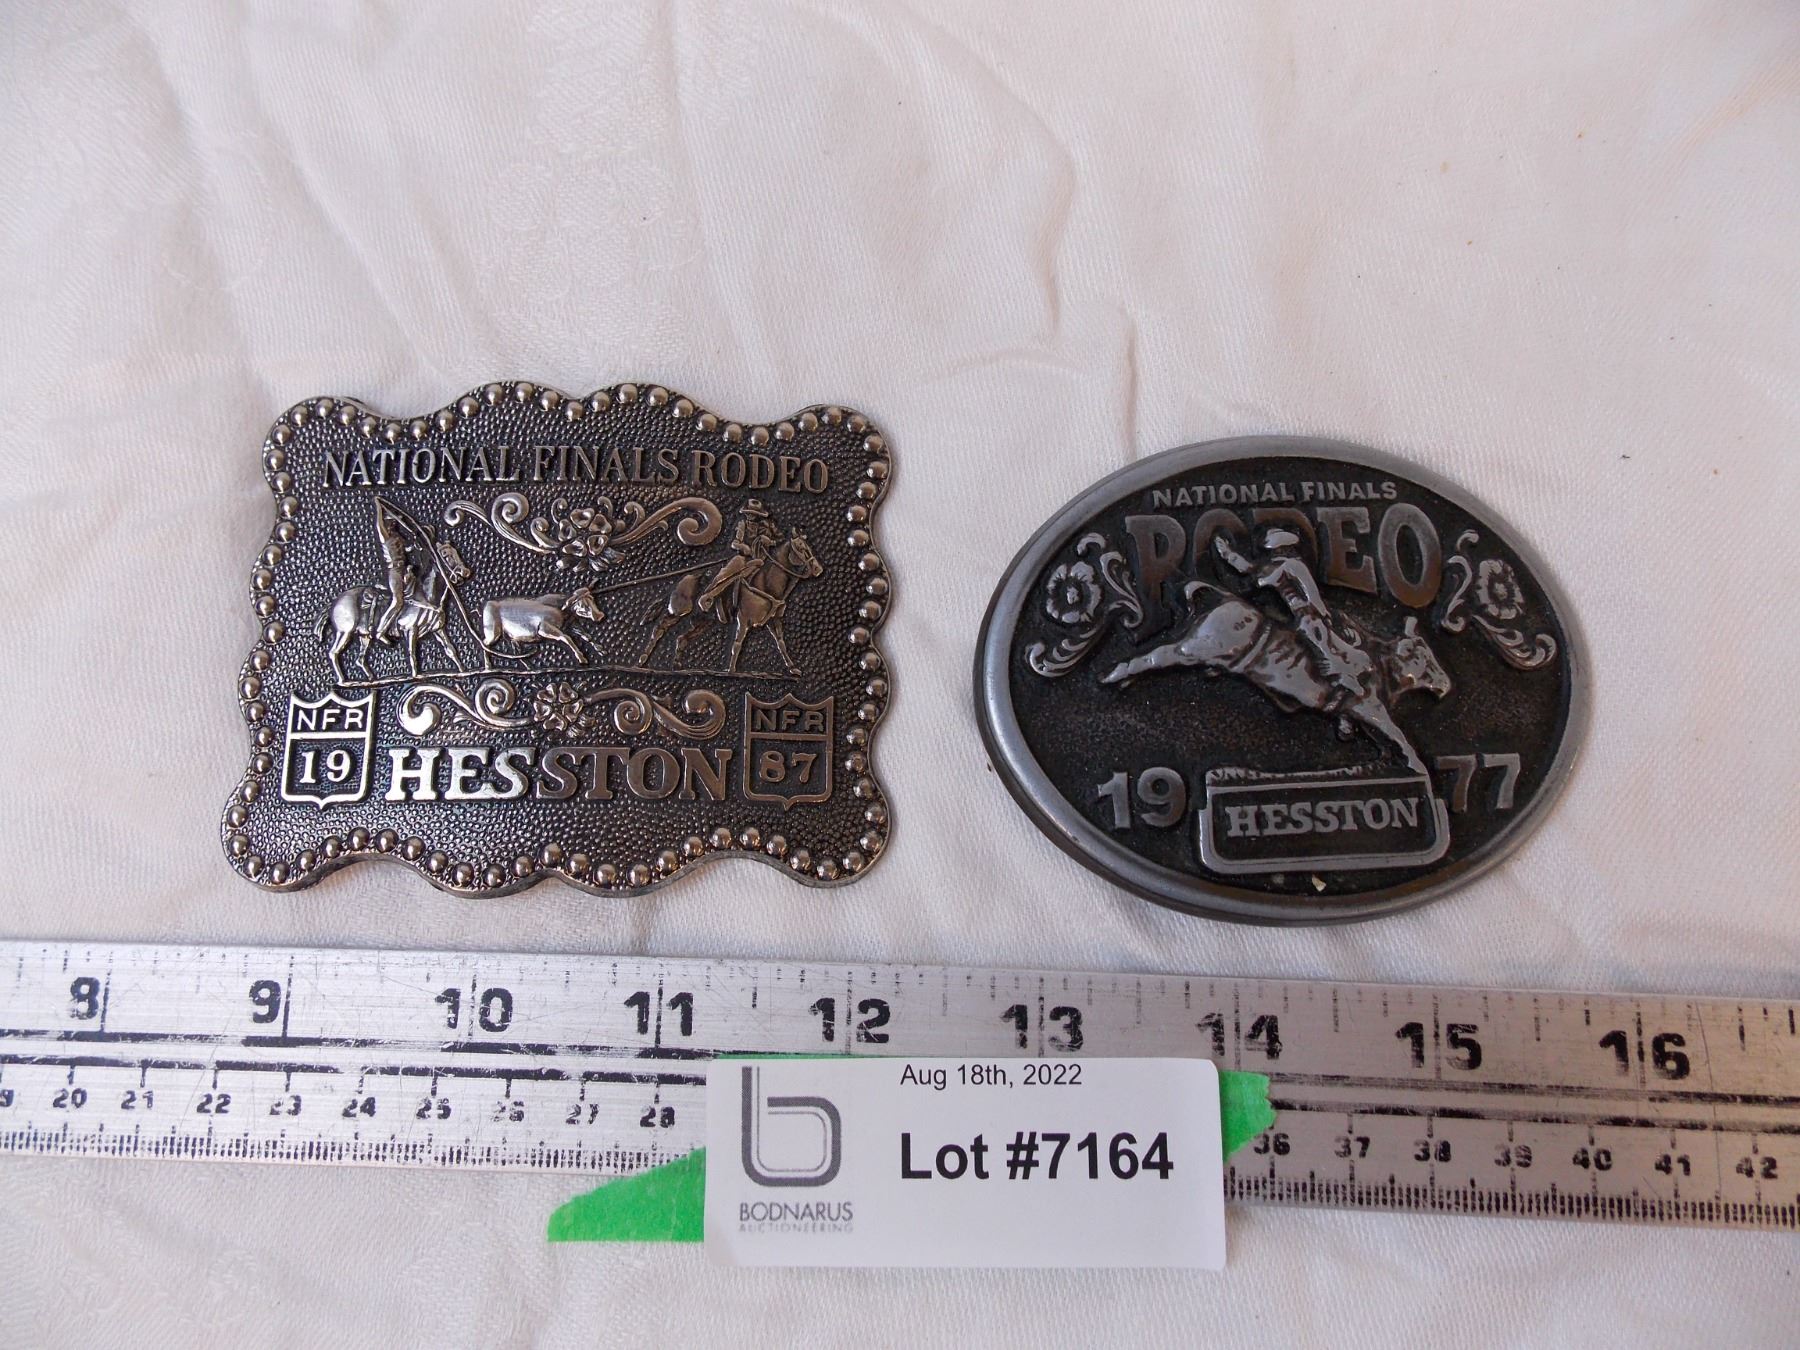 NATIONAL FINALS RODEO
NFR
19
HESSTON
NFR
87
NATIONAL FINALS
RODEO
19
77
HESSTON
8 9 10 11 12 13 14 15 16
20 21 22 23 24 25 26 27 28 36 37 38 39 40 41 42
Aug 18th, 2022
Lot #7164
BODNARUS
AUCTIONEERING